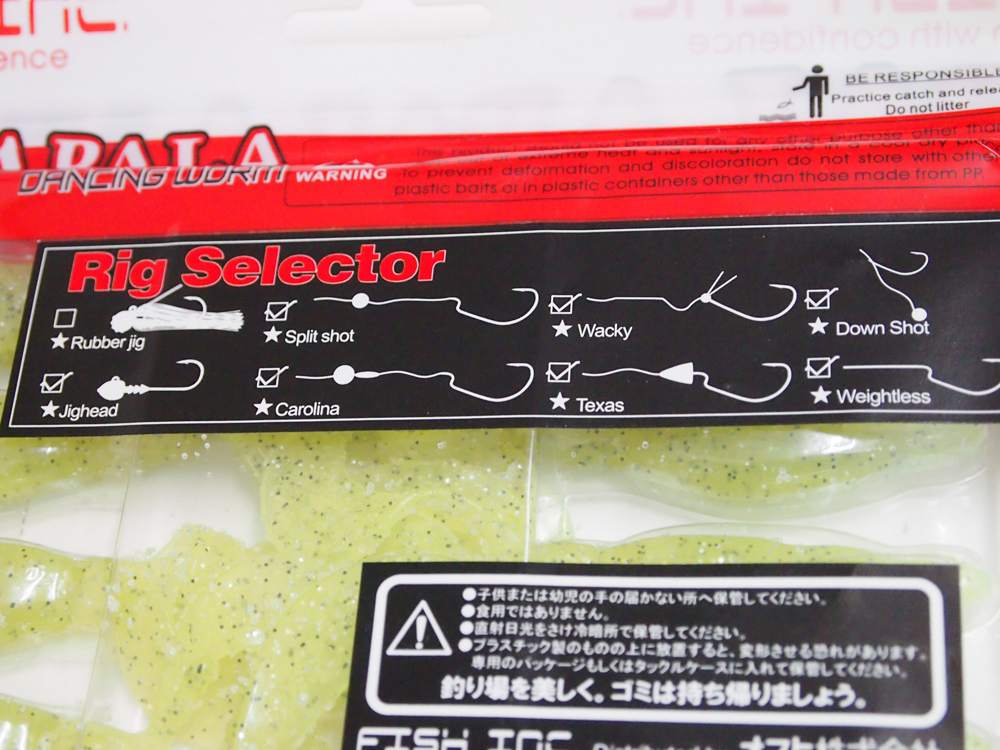 INC.
ence
with confidence
BE RESPONSIBLE
Practice catch and relea
Do not litter
APALA
DANCING WORM
WARNING
To prevent deformation and discoloration do not store with other
plastic baits or in plastic containers other than those made from PP.
Rig Selector
★Rubber jig
★Split shot
★Wacky
★Down Shot
★Jighead
★Carolina
★Texas
★Weightless
●子供または幼児の手の届かない所へ保管してください。
●食用ではありません。
●直射日光をさけ冷暗所で保管してください。
●プラスチック製のものの上に放置すると、変形させる恐れがあります。
専用のパッケージもしくはタックルケースに入れて保管してください。
釣り場を美しく。ゴミは持ち帰りましょう。
FISH INC.
Distributed